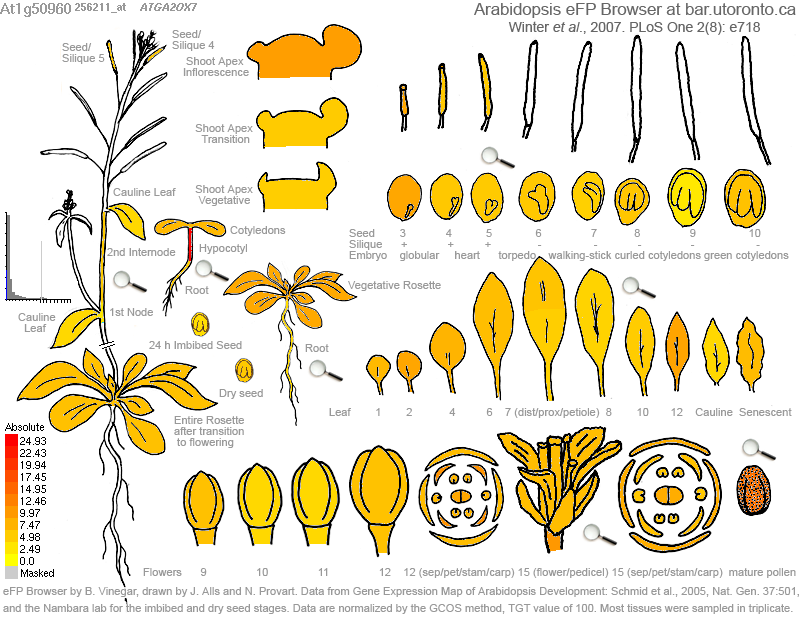 At1g50960 256211_at ATGA2OX7
Arabidopsis eFP Browser at bar.utoronto.ca
Winter et al., 2007. PLoS One 2(8): e718
Seed/
Silique 5
Seed/
Silique 4
Shoot Apex
Inflorescence
Shoot Apex
Transition
Shoot Apex
Vegetative
Cauline Leaf
2nd Internode
Cotyledons
Hypocotyl
Root
1st Node
Cauline
Leaf
24 h Imbibed Seed
Dry seed
Vegetative Rosette
Root
Entire Rosette
after transition
to flowering
Seed 3 4 5 6 7 8 9 10
Silique + + + - - - - -
Embryo globular heart torpedo walking-stick curled cotyledons green cotyledons
Leaf 1 2 4 6 7 (dist/prox/petiole) 8 10 12 Cauline Senescent
Absolute
24.93
22.43
19.94
17.45
14.95
12.46
9.97
7.47
4.98
2.49
0.0
Masked
Flowers 9 10 11 12 12 (sep/pet/stam/carp) 15 (flower/pedicel) 15 (sep/pet/stam/carp) mature pollen
eFP Browser by B. Vinegar, drawn by J. Alls and N. Provart. Data from Gene Expression Map of Arabidopsis Development: Schmid et al., 2005, Nat. Gen. 37:501,
and the Nambara lab for the imbibed and dry seed stages. Data are normalized by the GCOS method, TGT value of 100. Most tissues were sampled in triplicate.